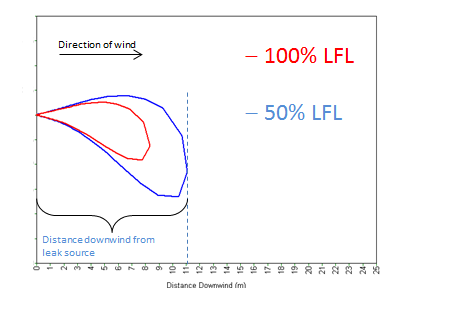 Direction of wind
— 100% LFL
— 50% LFL
Distance downwind from
leak source
0 1 2 3 4 5 6 7 8 9 10 11 12 13 14 15 16 17 18 19 20 21 22 23 24 25
Distance Downwind (m)